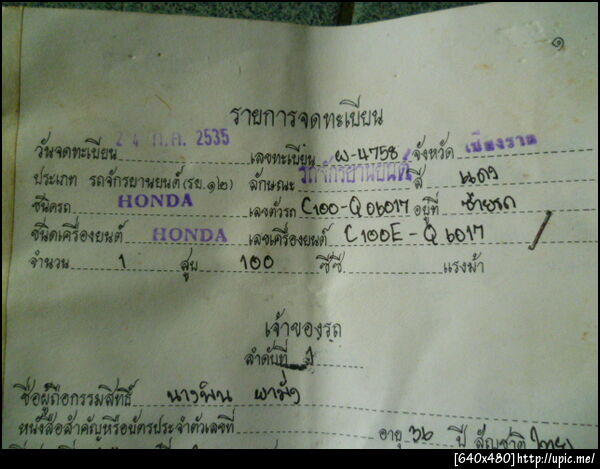 ๑
รายการจดทะเบียน
วันจดทะเบียน 24 ก.ค. 2535 เลขทะเบียน ผ-4758 จังหวัด เชียงราย
ประเภท รถจักรยานยนต์(รย.๑๒) ลักษณะ รถจักรยานยนต์ สี แดง
ชนิดรถ HONDA เลขตัวรถ C100-Q06017 อยู่ที่ ซ้ายรถ
ชนิดเครื่องยนต์ HONDA เลขเครื่องยนต์ C100E-Q6017
จำนวน 1 สูบ 100 ซีซี แรงม้า
เจ้าของรถ
ลำดับที่ 1
ชื่อผู้ถือกรรมสิทธิ์ นาง
หนังสือสำคัญหรือบัตรประจำตัวเลขที่ อายุ 36 ปี สัญชาติ ไทย
[640x480]http://upic.me/